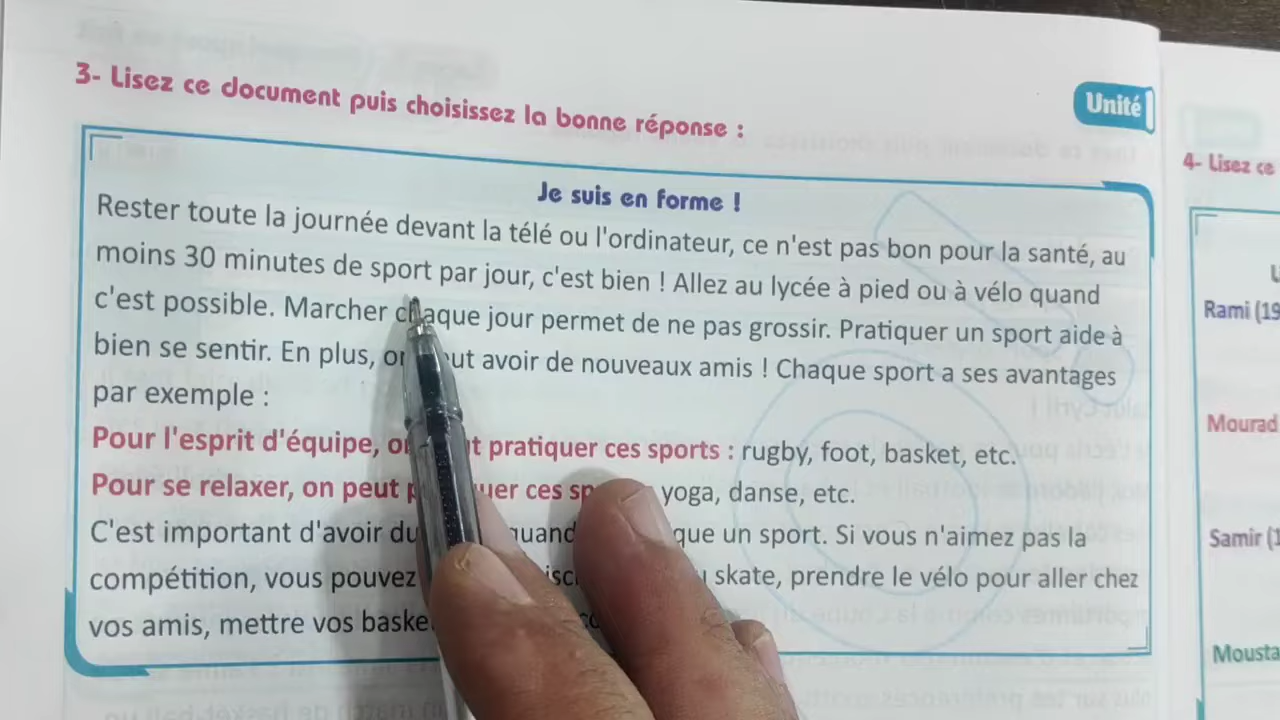 3- Lisez ce document puis choisissez la bonne réponse :
Unité
4- Lisez ce
Je suis en forme !
Rester toute la journée devant la télé ou l'ordinateur, ce n'est pas bon pour la santé, au
moins 30 minutes de sport par jour, c'est bien ! Allez au lycée à pied ou à vélo quand
c'est possible. Marcher chaque jour permet de ne pas grossir. Pratiquer un sport aide à
bien se sentir. En plus, avoir de nouveaux amis ! Chaque sport a ses avantages
par exemple :
Pour l'esprit d'équipe, pratiquer ces sports : rugby, foot, basket, etc.
Pour se relaxer, on peut ces yoga, danse, etc.
C'est important d'avoir un sport. Si vous n'aimez pas la
compétition, vous pouvez skate, prendre le vélo pour aller chez
vos amis, mettre vos
Rami (19
Mourad
Samir (1
Mousta